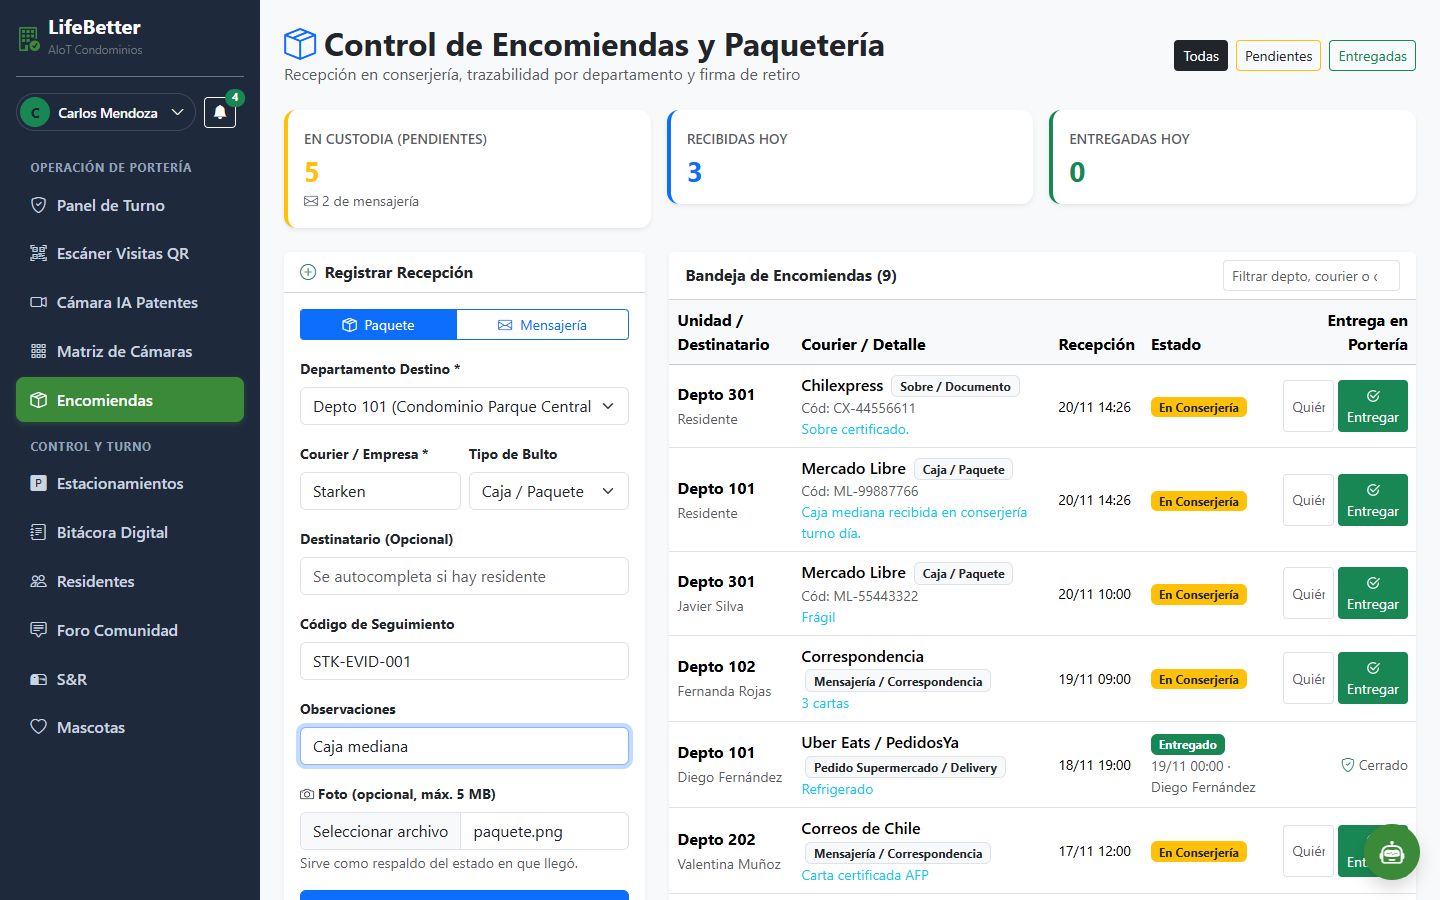 LifeBetter
AIoT Condominios
C
Carlos Mendoza
4
OPERACIÓN DE PORTERÍA
Panel de Turno
Escáner Visitas QR
Cámara IA Patentes
Matriz de Cámaras
Encomiendas
CONTROL Y TURNO
P
Estacionamientos
Bitácora Digital
Residentes
Foro Comunidad
S&R
Mascotas
Control de Encomiendas y Paquetería
Recepción en conserjería, trazabilidad por departamento y firma de retiro
Todas
Pendientes
Entregadas
EN CUSTODIA (PENDIENTES)
5
2 de mensajería
RECIBIDAS HOY
3
ENTREGADAS HOY
0
Registrar Recepción
Paquete
Mensajería
Departamento Destino *
Depto 101 (Condominio Parque Central
Courier / Empresa *
Tipo de Bulto
Starken
Caja / Paquete
Destinatario (Opcional)
Se autocompleta si hay residente
Código de Seguimiento
STK-EVID-001
Observaciones
Caja mediana
Foto (opcional, máx. 5 MB)
Seleccionar archivo
paquete.png
Sirve como respaldo del estado en que llegó.
Bandeja de Encomiendas (9)
Filtrar depto, courier o
Unidad / Destinatario
Courier / Detalle
Recepción
Estado
Entrega en Portería
Depto 301
Residente
Chilexpress Sobre / Documento
Cód: CX-44556611
Sobre certificado.
20/11 14:26
En Conserjería
Quiér
Entregar
Depto 101
Residente
Mercado Libre Caja / Paquete
Cód: ML-99887766
Caja mediana recibida en conserjería
turno día.
20/11 14:26
En Conserjería
Quiér
Entregar
Depto 301
Javier Silva
Mercado Libre Caja / Paquete
Cód: ML-55443322
Frágil
20/11 10:00
En Conserjería
Quiér
Entregar
Depto 102
Fernanda Rojas
Correspondencia
Mensajería / Correspondencia
3 cartas
19/11 09:00
En Conserjería
Quiér
Entregar
Depto 101
Diego Fernández
Uber Eats / PedidosYa
Pedido Supermercado / Delivery
Refrigerado
18/11 19:00
Entregado
19/11 00:00 ·
Diego Fernández
Cerrado
Depto 202
Valentina Muñoz
Correos de Chile
Mensajería / Correspondencia
Carta certificada AFP
17/11 12:00
En Conserjería
Quiér